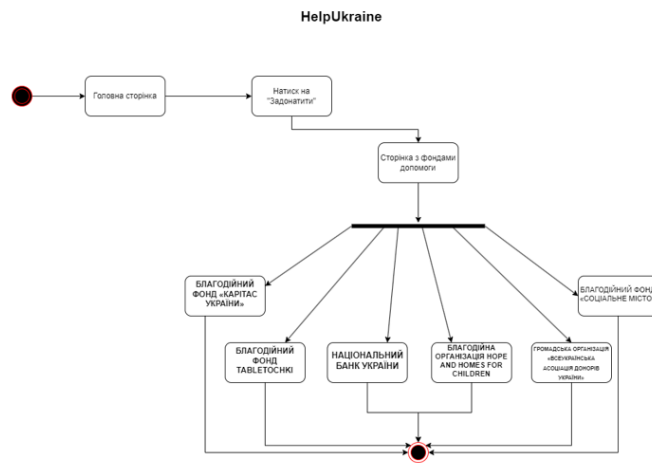 HelpUkraine
Головна сторінка
Натиск на
"Задонатити"
Сторінка з фондами
допомоги
БЛАГОДІЙНИЙ
ФОНД «КАРІТАС
УКРАЇНИ»
БЛАГОДІЙНИЙ ФОНД
«СОЦІАЛЬНЕ МІСТО
БЛАГОДІЙНИЙ
ФОНД
TABLETOCHKI
НАЦІОНАЛЬНИЙ
БАНК УКРАЇНИ
БЛАГОДІЙНА
ОРГАНІЗАЦІЯ HOPE
AND HOMES FOR
CHILDREN
ГРОМАДСЬКА ОРГАНІЗАЦІЯ
«ВСЕУКРАЇНСЬКА
АСОЦІАЦІЯ ДОНОРІВ
УКРАЇНИ»